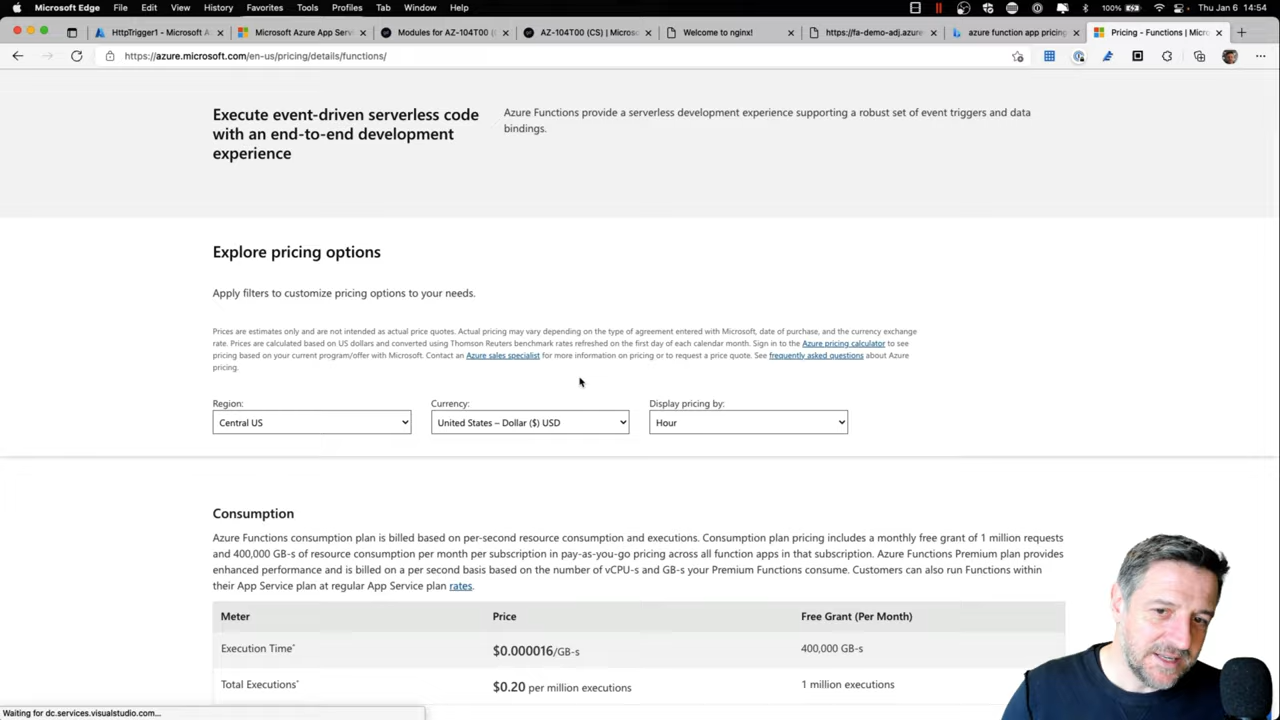 Microsoft Edge File Edit View History Favorites Tools Profiles Tab Window Help 100% Thu Jan 6 14:54
HttpTrigger1 - Microsoft A Microsoft Azure App Servi Modules for AZ-104T00 ( AZ-104T00 (CS) | Microso Welcome to nginx! https://fa-demo-adj.azure azure function app pricing Pricing - Functions | Micro
https://azure.microsoft.com/en-us/pricing/details/functions/
Execute event-driven serverless code
with an end-to-end development
experience
Azure Functions provide a serverless development experience supporting a robust set of event triggers and data
bindings.
Explore pricing options
Apply filters to customize pricing options to your needs.
Prices are estimates only and are not intended as actual price quotes. Actual pricing may vary depending on the type of agreement entered with Microsoft, date of purchase, and the currency exchange
rate. Prices are calculated based on US dollars and converted using Thomson Reuters benchmark rates refreshed on the first day of each calendar month. Sign in to the Azure pricing calculator to see
pricing based on your current program/offer with Microsoft. Contact an Azure sales specialist for more information on pricing or to request a price quote. See frequently asked questions about Azure
pricing.
Region: Currency: Display pricing by:
Central US United States – Dollar ($) USD Hour
Consumption
Azure Functions consumption plan is billed based on per-second resource consumption and executions. Consumption plan pricing includes a monthly free grant of 1 million requests
and 400,000 GB-s of resource consumption per month per subscription in pay-as-you-go pricing across all function apps in that subscription. Azure Functions Premium plan provides
enhanced performance and is billed on a per second basis based on the number of vCPU-s and GB-s your Premium Functions consume. Customers can also run Functions within
their App Service plan at regular App Service plan rates.
Meter Price Free Grant (Per Month)
Execution Time* $0.000016/GB-s 400,000 GB-s
Total Executions* $0.20 per million executions 1 million executions
Waiting for dc.services.visualstudio.com...